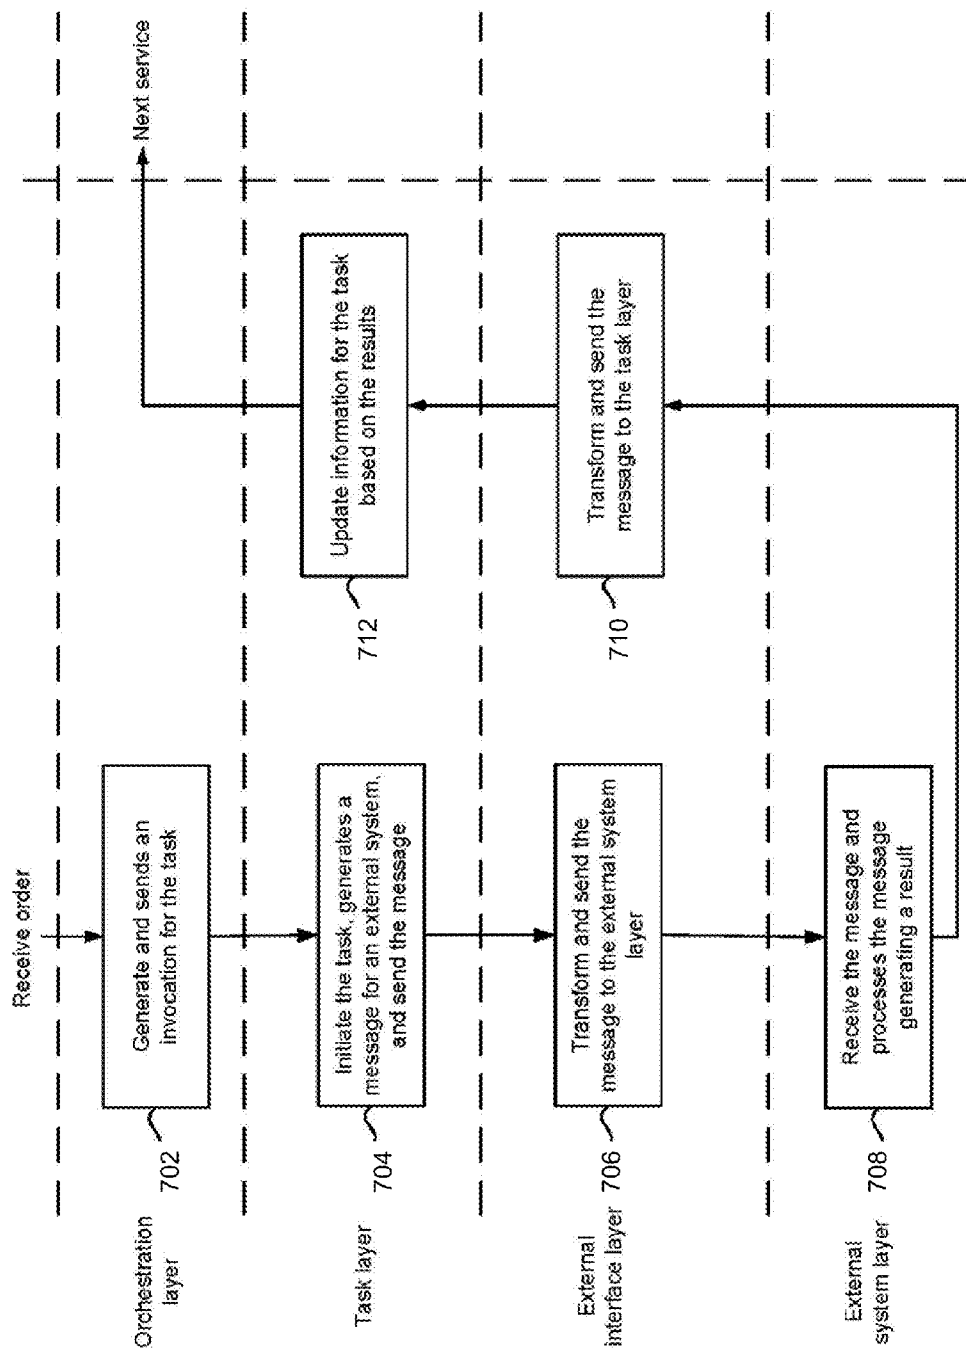 Receive order
Next service
Orchestration
layer
702
Generate and sends an
invocation for the task
Task layer
704
Initiate the task, generates a
message for an external system,
and send the message
712
Update information for the task
based on the results
External
interface layer
706
Transform and send the
message to the external system
layer
710
Transform and send the
message to the task layer
External
system layer
708
Receive the message and
processes the message
generating a result